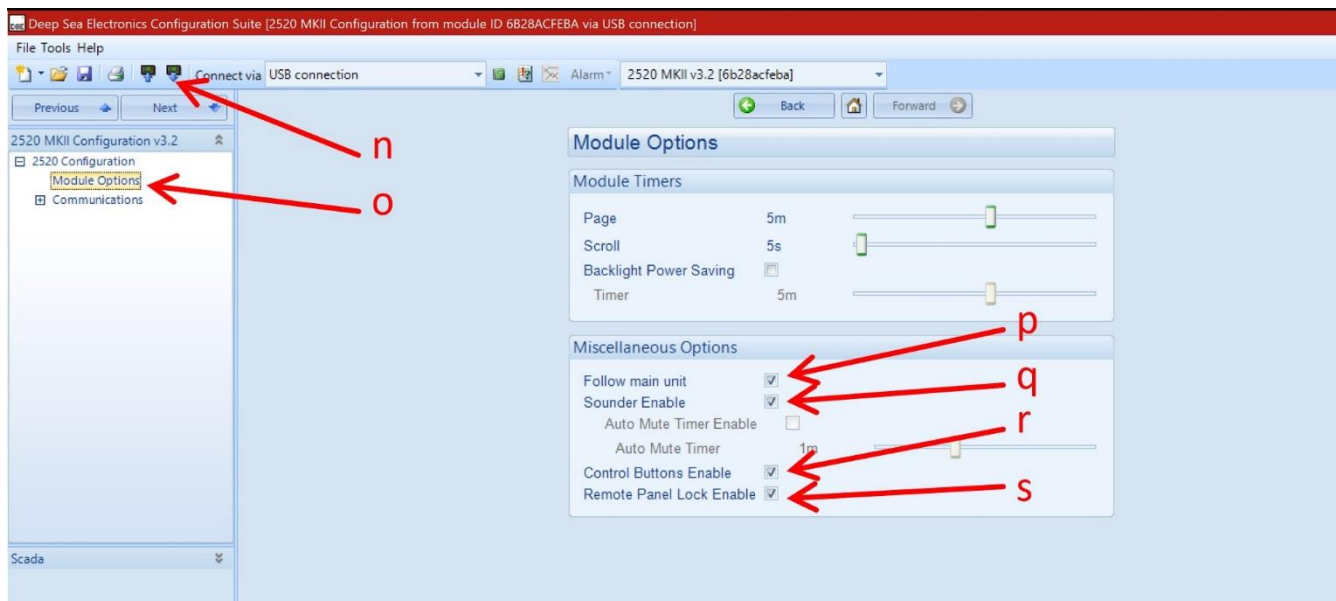 Deep Sea Electronics Configuration Suite [2520 MKII Configuration from module ID 6B28ACFEBA via USB connection]
File Tools Help
Connect via USB connection Alarm 2520 MKII v3.2 [6b28acfeba]
Previous Next Back Forward
2520 MKII Configuration v3.2
2520 Configuration
Module Options
Communications
n
o
Module Options
Module Timers
Page 5m
Scroll 5s
Backlight Power Saving
Timer 5m
p
Miscellaneous Options
Follow main unit
q
Sounder Enable
Auto Mute Timer Enable
r
Auto Mute Timer 1m
Control Buttons Enable
Remote Panel Lock Enable
s
Scada